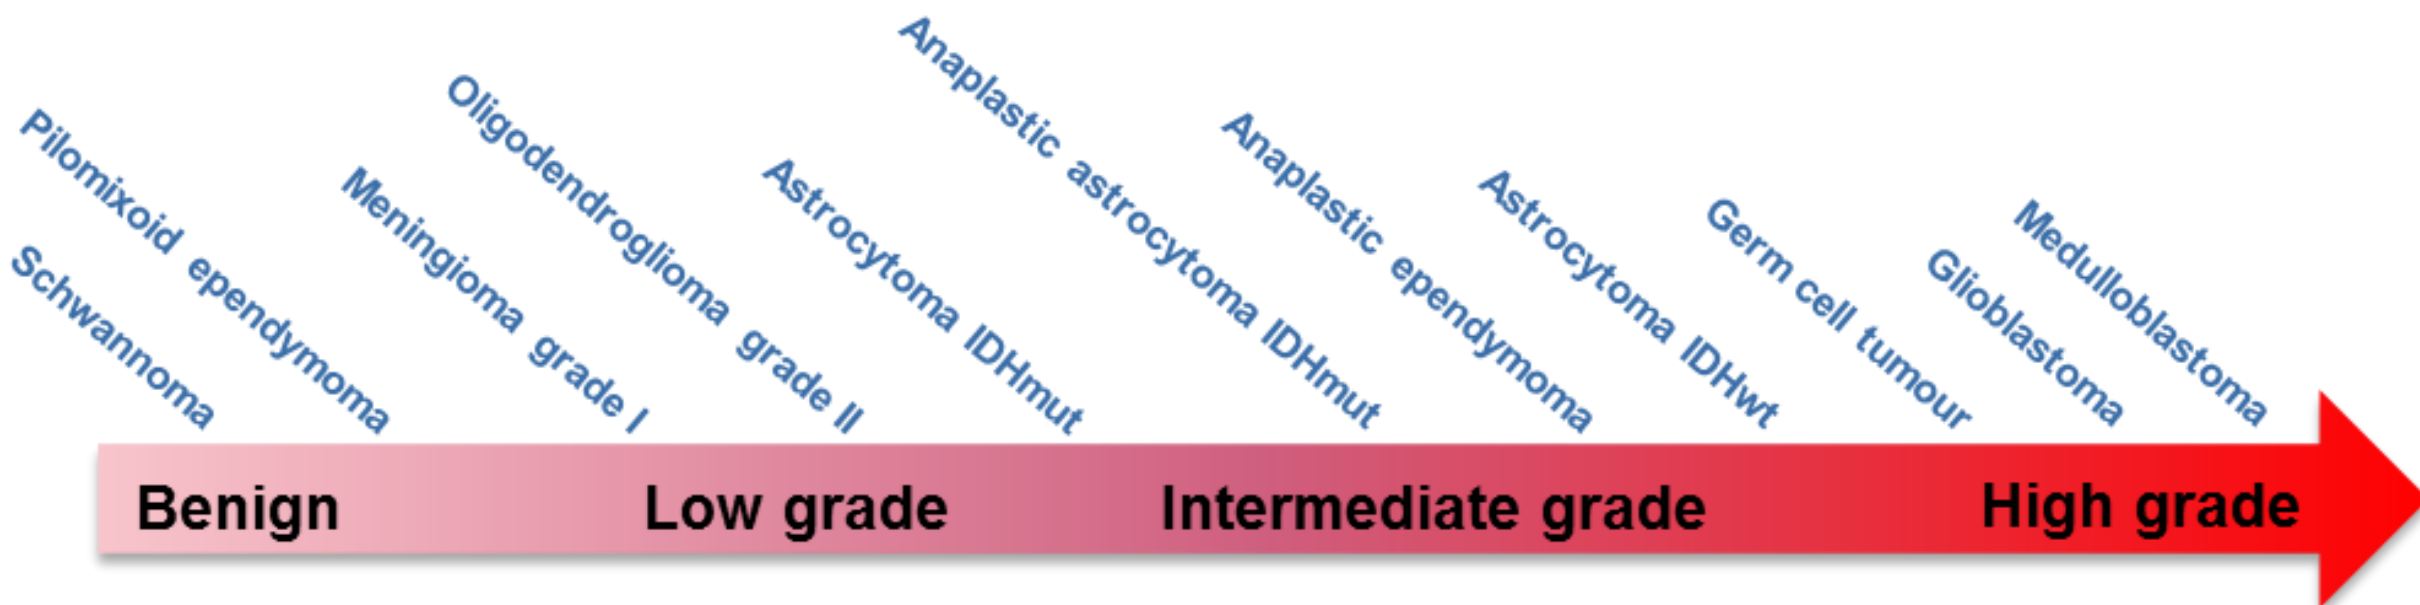 Schwannoma
Pilomixoid ependymoma
Meningioma grade I
Oligodendroglioma grade II
Astrocytoma IDHmut
Anaplastic astrocytoma IDHmut
Anaplastic ependymoma
Astrocytoma IDHwt
Germ cell tumour
Glioblastoma
Medulloblastoma
Benign
Low grade
Intermediate grade
High grade